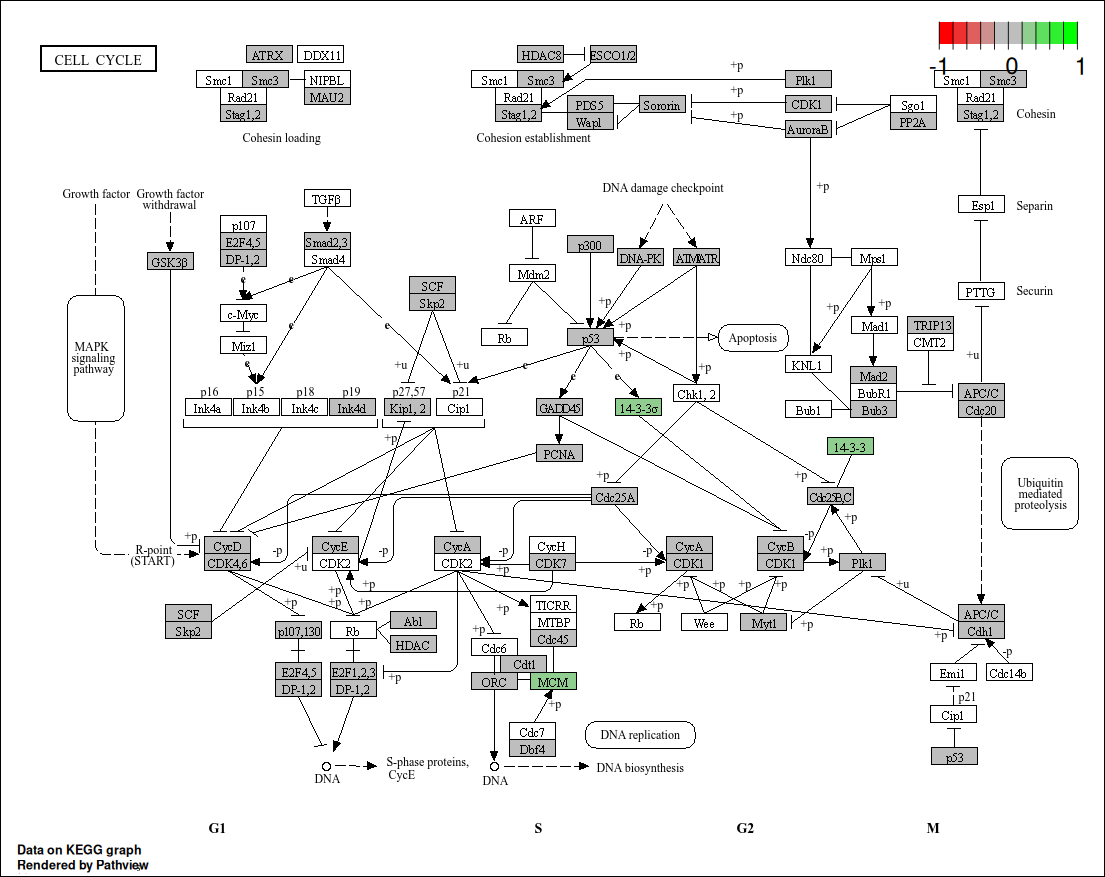 CELL CYCLE
ATRX DDX11
Smc1 Smc3 NIPBL
Rad21 MAU2
Stag1,2
Cohesin loading
HDAC8 ESCO1/2
Smc1 Smc3
Rad21
Stag1,2
PDS5
Wapl
Sororin
Cohesion establishment
+p
Plk1
+p
CDK1
+p
AuroraB
Sgo1
PP2A
-1 0 1
Smc1 Smc3
Rad21
Stag1,2
Cohesin
+p
Growth factor
Growth factor
withdrawal
GSK3β
p107
E2F4,5
DP-1,2
e
c-Myc
Miz1
e
TGFβ
Smad2,3
Smad4
e
e
SCF
Skp2
+u
+u
ARF
Mdm2
Rb
DNA damage checkpoint
p300
DNA-PK
ATM/ATR
+p
+p
p53
+p
+p
Apoptosis
e
e
e
Ndc80
Mps1
+p
+p
Mad1
KNL1
Mad2
BubR1
Bub1
Bub3
TRIP13
CMT2
Esp1
Separin
PTTG
Securin
+u
APC/C
Cdc20
MAPK
signaling
pathway
p16 p15 p18 p19
Ink4a Ink4b Ink4c Ink4d
p27,57 p21
Kip1, 2 Cip1
+p
GADD45
14-3-3σ
Chk1, 2
PCNA
14-3-3
+p
Cdc25A
+p
Cdc25B,C
Ubiquitin
mediated
proteolysis
R-point
(START)
+p
CycD
CDK4,6
-p
CycE
CDK2
+u
-p
CycA
CDK2
-p
+p
CycH
CDK7
-p
+p
CycA
CDK1
CycB
CDK1
-p
+p
+p
Plk1
+u
SCF
Skp2
+p
p107,130
+p
+p
+p
Rb
Abl
HDAC
+p
E2F4,5
DP-1,2
E2F1,2,3
DP-1,2
+p
+p
TICRR
MTBP
Cdc45
Cdc6
Cdt1
ORC
MCM
+p
Cdc7
Dbf4
+p
Rb
+p
+p
Wee
+p
+p
Myt1
+p
APC/C
Cdh1
+p
-p
Emi1
Cdc14b
p21
Cip1
p53
DNA
S-phase proteins,
CycE
DNA
DNA biosynthesis
DNA replication
G1 S G2 M
Data on KEGG graph
Rendered by Pathview